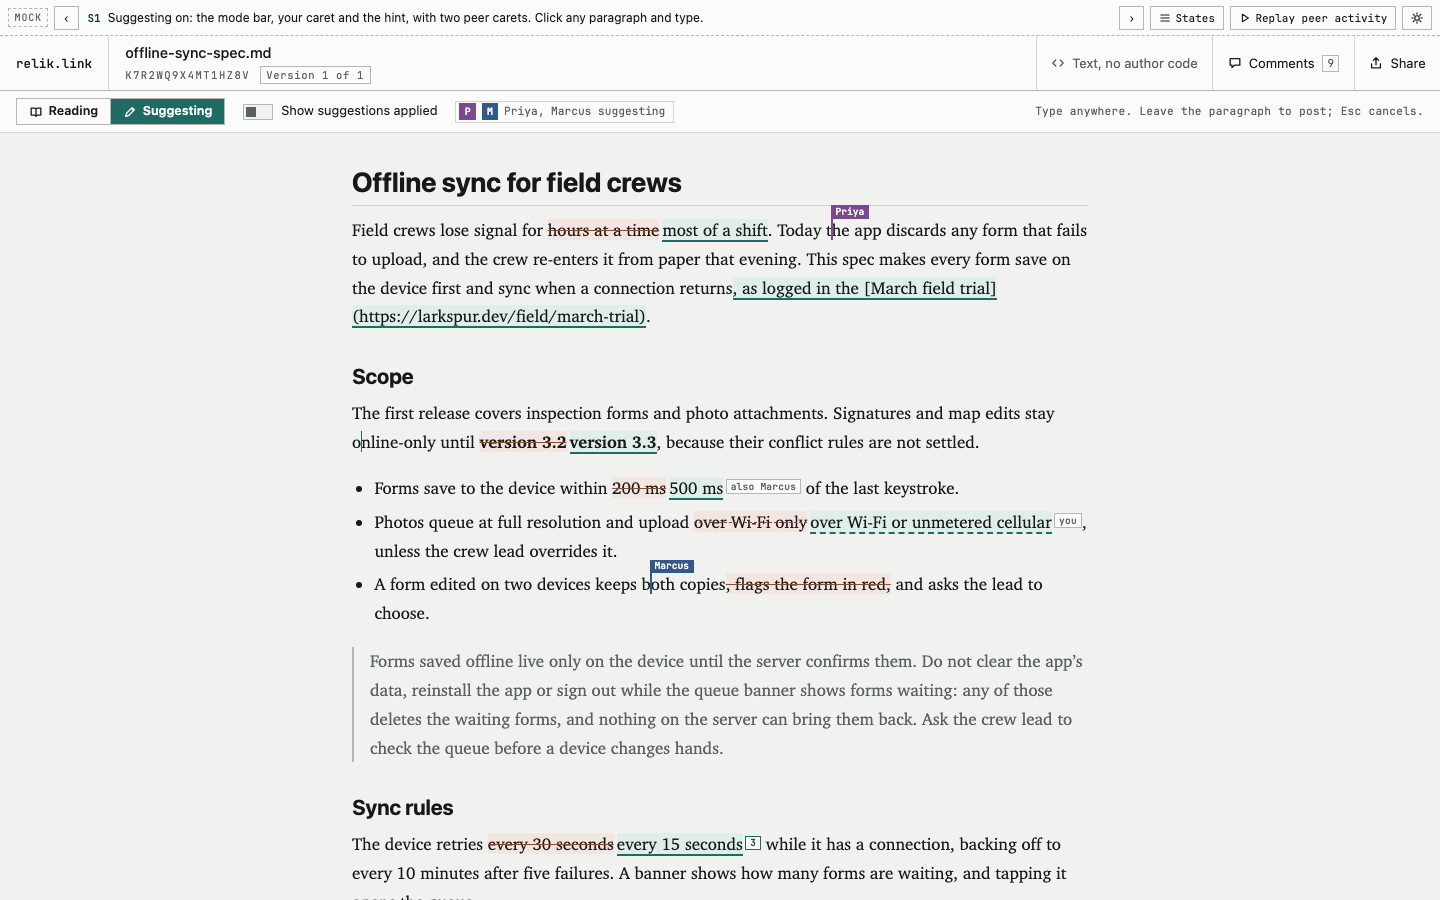 MOCK ‹ S1 Suggesting on: the mode bar, your caret and the hint, with two peer carets. Click any paragraph and type. › States Replay peer activity
relik.link
offline-sync-spec.md
K7R2WQ9X4MT1HZ8V Version 1 of 1
Text, no author code
Comments 9
Share
Reading Suggesting Show suggestions applied P M Priya, Marcus suggesting Type anywhere. Leave the paragraph to post; Esc cancels.
Offline sync for field crews
Priya
Field crews lose signal for hours at a time most of a shift. Today the app discards any form that fails
to upload, and the crew re-enters it from paper that evening. This spec makes every form save on
the device first and sync when a connection returns, as logged in the [March field trial]
(https://larkspur.dev/field/march-trial).
Scope
The first release covers inspection forms and photo attachments. Signatures and map edits stay
online-only until version 3.2 version 3.3, because their conflict rules are not settled.
• Forms save to the device within 200 ms 500 ms also Marcus of the last keystroke.
• Photos queue at full resolution and upload over Wi-Fi only over Wi-Fi or unmetered cellular you,
unless the crew lead overrides it.
Marcus
• A form edited on two devices keeps both copies, flags the form in red, and asks the lead to
choose.
Forms saved offline live only on the device until the server confirms them. Do not clear the app’s
data, reinstall the app or sign out while the queue banner shows forms waiting: any of those
deletes the waiting forms, and nothing on the server can bring them back. Ask the crew lead to
check the queue before a device changes hands.
Sync rules
The device retries every 30 seconds every 15 seconds 3 while it has a connection, backing off to
every 10 minutes after five failures. A banner shows how many forms are waiting, and tapping it